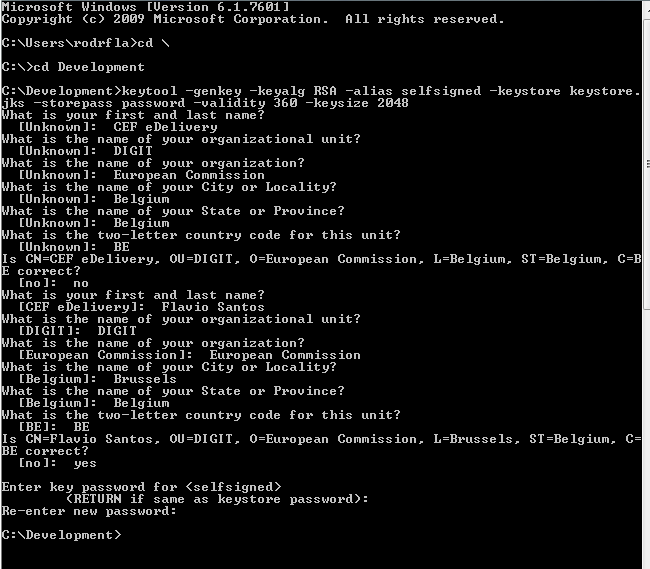 Microsoft Windows [Version 6.1.7601]
Copyright (c) 2009 Microsoft Corporation.  All rights reserved.
C:\Users\rodrfla>cd \
C:\>cd Development
C:\Development>keytool -genkey -keyalg RSA -alias selfsigned -keystore keystore.
jks -storepass password -validity 360 -keysize 2048
What is your first and last name?
  [Unknown]:  CEF eDelivery
What is the name of your organizational unit?
  [Unknown]:  DIGIT
What is the name of your organization?
  [Unknown]:  European Commission
What is the name of your City or Locality?
  [Unknown]:  Belgium
What is the name of your State or Province?
  [Unknown]:  Belgium
What is the two-letter country code for this unit?
  [Unknown]:  BE
Is CN=CEF eDelivery, OU=DIGIT, O=European Commission, L=Belgium, ST=Belgium, C=B
E correct?
  [no]:  no
What is your first and last name?
  [CEF eDelivery]:  Flavio Santos
What is the name of your organizational unit?
  [DIGIT]:  DIGIT
What is the name of your organization?
  [European Commission]:  European Commission
What is the name of your City or Locality?
  [Belgium]:  Brussels
What is the name of your State or Province?
  [Belgium]:  Belgium
What is the two-letter country code for this unit?
  [BE]:  BE
Is CN=Flavio Santos, OU=DIGIT, O=European Commission, L=Brussels, ST=Belgium, C=
BE correct?
  [no]:  yes
Enter key password for <selfsigned>
        (RETURN if same as keystore password):
Re-enter new password:
C:\Development>